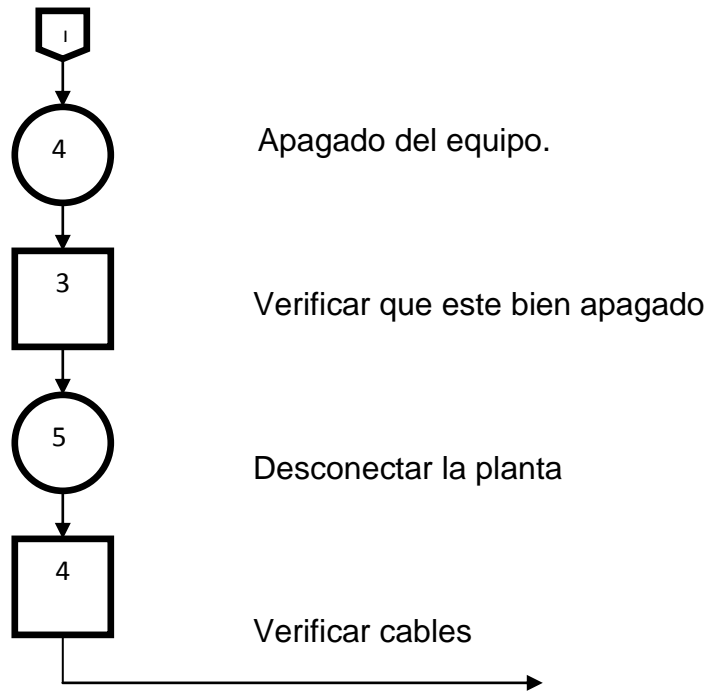 I
4
Apagado del equipo.
3
Verificar que este bien apagado
5
Desconectar la planta
4
Verificar cables